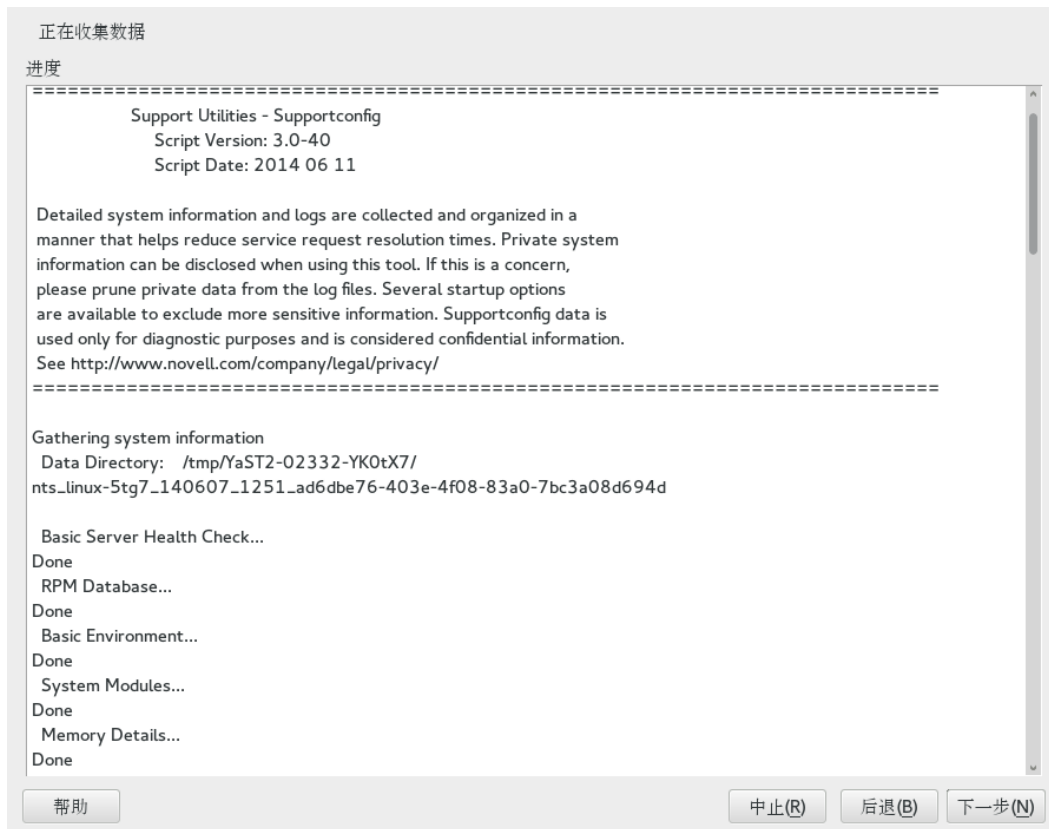 正在收集数据
进度
=============================================================================
Support Utilities - Supportconfig
Script Version: 3.0-40
Script Date: 2014 06 11
Detailed system information and logs are collected and organized in a
manner that helps reduce service request resolution times. Private system
information can be disclosed when using this tool. If this is a concern,
please prune private data from the log files. Several startup options
are available to exclude more sensitive information. Supportconfig data is
used only for diagnostic purposes and is considered confidential information.
See http://www.novell.com/company/legal/privacy/
=============================================================================
Gathering system information
Data Directory: /tmp/YaST2-02332-YK0tX7/
nts_linux-5tg7_140607_1251_ad6dbe76-403e-4f08-83a0-7bc3a08d694d
Basic Server Health Check...
Done
RPM Database...
Done
Basic Environment...
Done
System Modules...
Done
Memory Details...
Done
帮助 中止(R) 后退(B) 下一步(N)